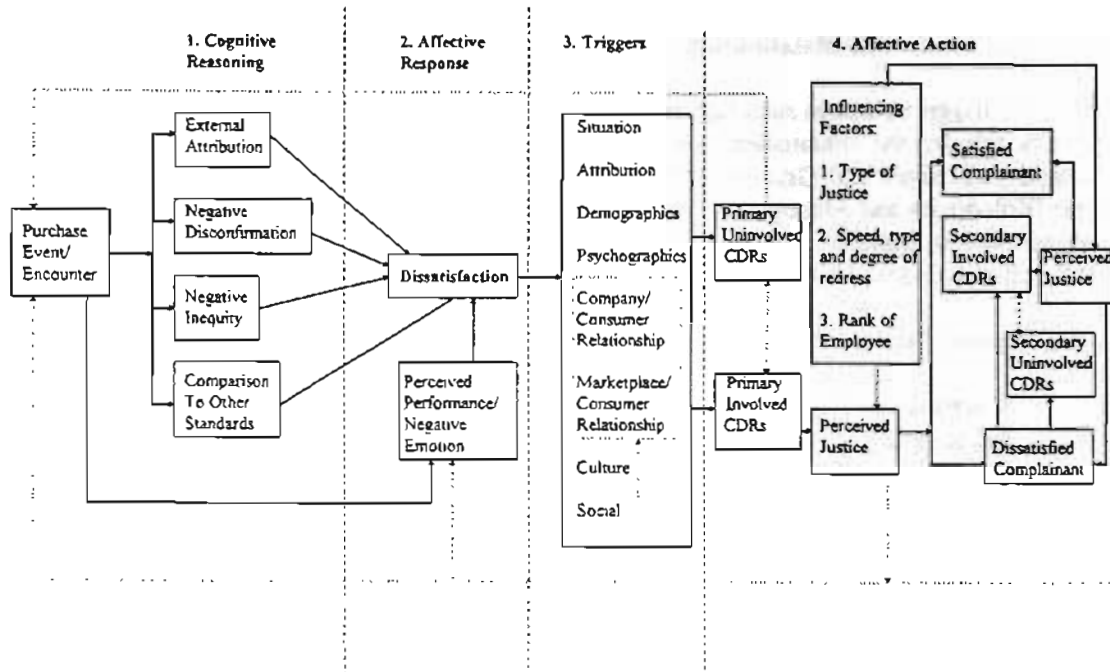 1. Cognitive
Reasoning
2. Affective
Response
3. Triggers
4. Affective Action
External
Attribution
Negative
Disconfirmation
Negative
Inequity
Comparison
To Other
Standards
Purchase
Event/
Encounter
Dissatisfaction
Perceived
Performance/
Negative
Emotion
Situation
Attribution
Demographics
Psychographics
Company/
Consumer
Relationship
Marketplace/
Consumer
Relationship
Culture
Social
Primary
Uninvolved
CDRs
Primary
Involved
CDRs
Influencing
Factors:
1. Type of
Justice
2. Speed, type
and degree of
redress
3. Rank of
Employee
Perceived
Justice
Satisfied
Complainant
Secondary
Involved
CDRs
Perceived
Justice
Secondary
Uninvolved
CDRs
Dissatisfied
Complainant